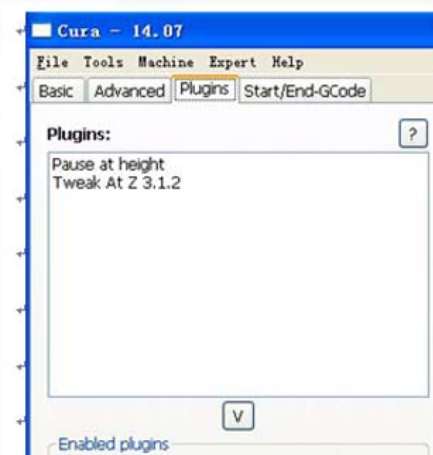 Cura - 14.07
File Tools Machine Expert Help
Basic Advanced Plugins Start/End-GCode
Plugins: ?
Pause at height
Tweak At Z 3.1.2
V
Enabled plugins